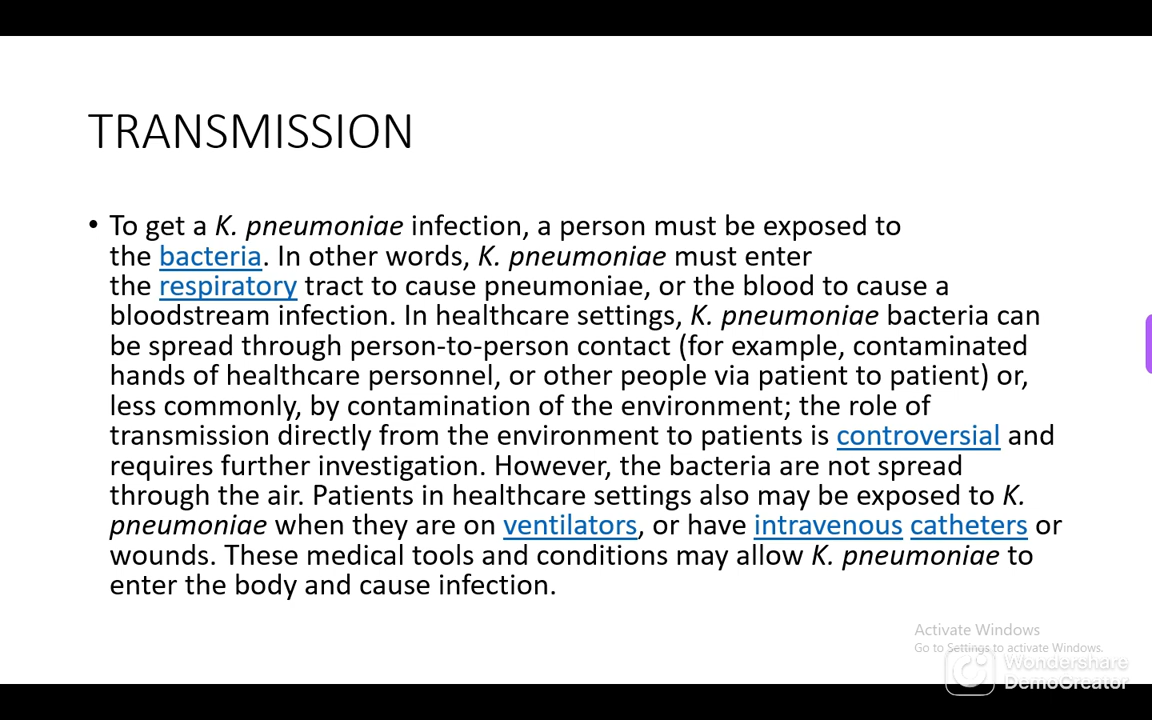 TRANSMISSION
• To get a K. pneumoniae infection, a person must be exposed to
the bacteria. In other words, K. pneumoniae must enter
the respiratory tract to cause pneumoniae, or the blood to cause a
bloodstream infection. In healthcare settings, K. pneumoniae bacteria can
be spread through person-to-person contact (for example, contaminated
hands of healthcare personnel, or other people via patient to patient) or,
less commonly, by contamination of the environment; the role of
transmission directly from the environment to patients is controversial and
requires further investigation. However, the bacteria are not spread
through the air. Patients in healthcare settings also may be exposed to K.
pneumoniae when they are on ventilators, or have intravenous catheters or
wounds. These medical tools and conditions may allow K. pneumoniae to
enter the body and cause infection.
Activate Windows
Go to Settings to activate Windows.
Wondershare
DemoCreator